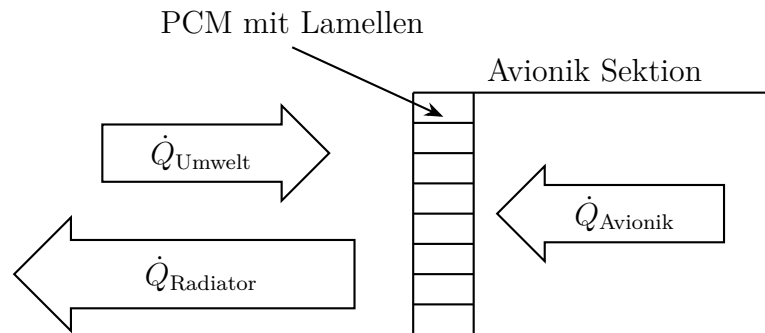 PCM mit Lamellen
Avionik Sektion
Q̇Umwelt
Q̇Avionik
Q̇Radiator